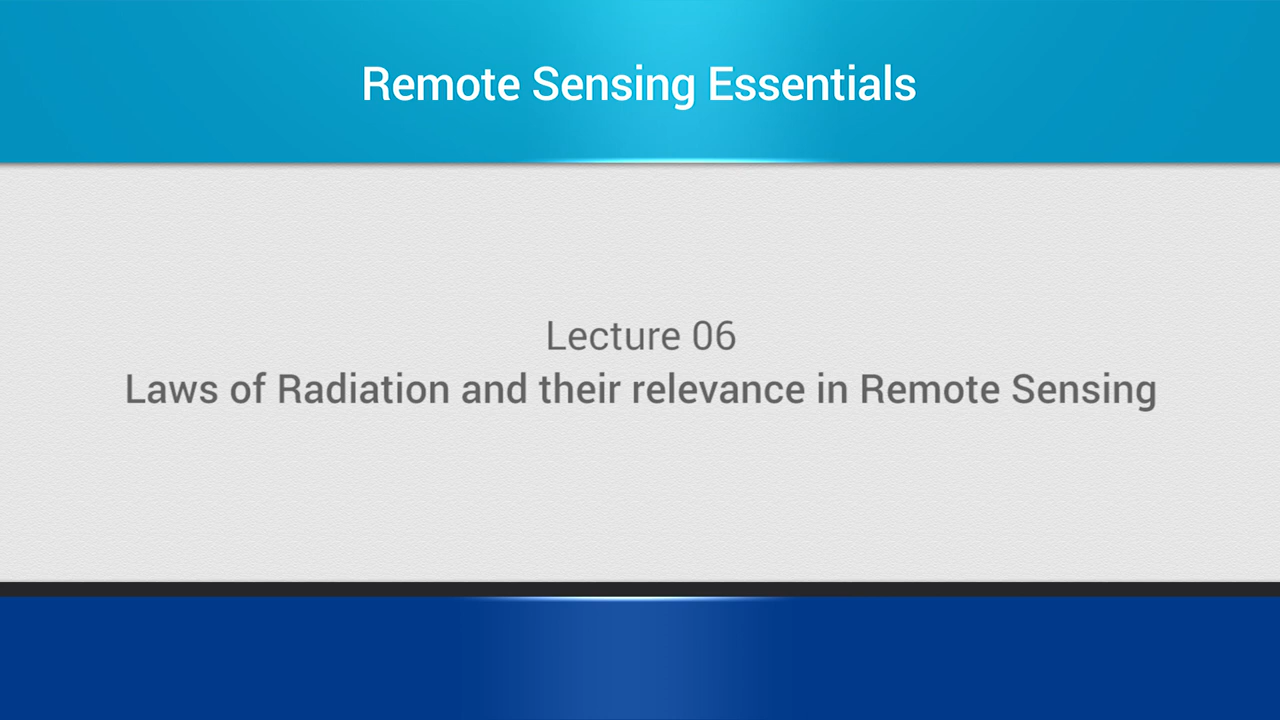 Remote Sensing Essentials
Lecture 06
Laws of Radiation and their relevance in Remote Sensing